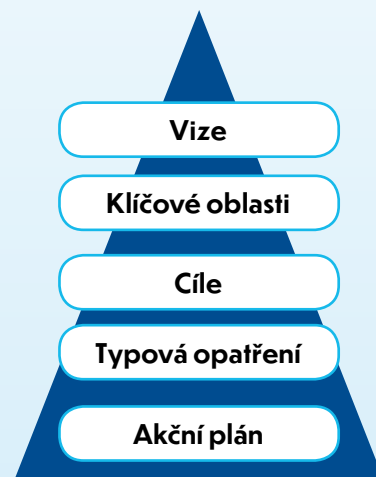 Vize
Klíčové oblasti
Cíle
Typová opatření
Akční plán